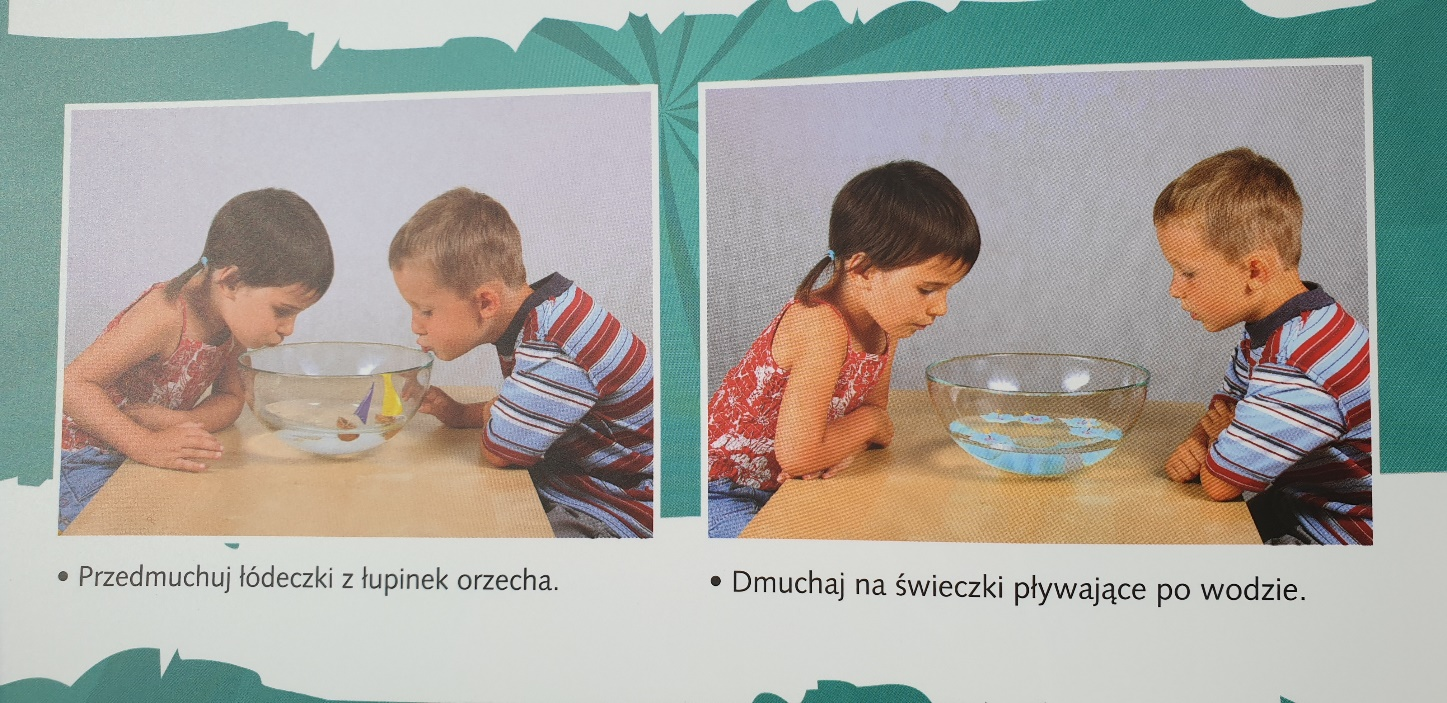 • Przedmuchuj łódeczki z łupinek orzecha.
• Dmuchaj na świeczki pływające po wodzie.